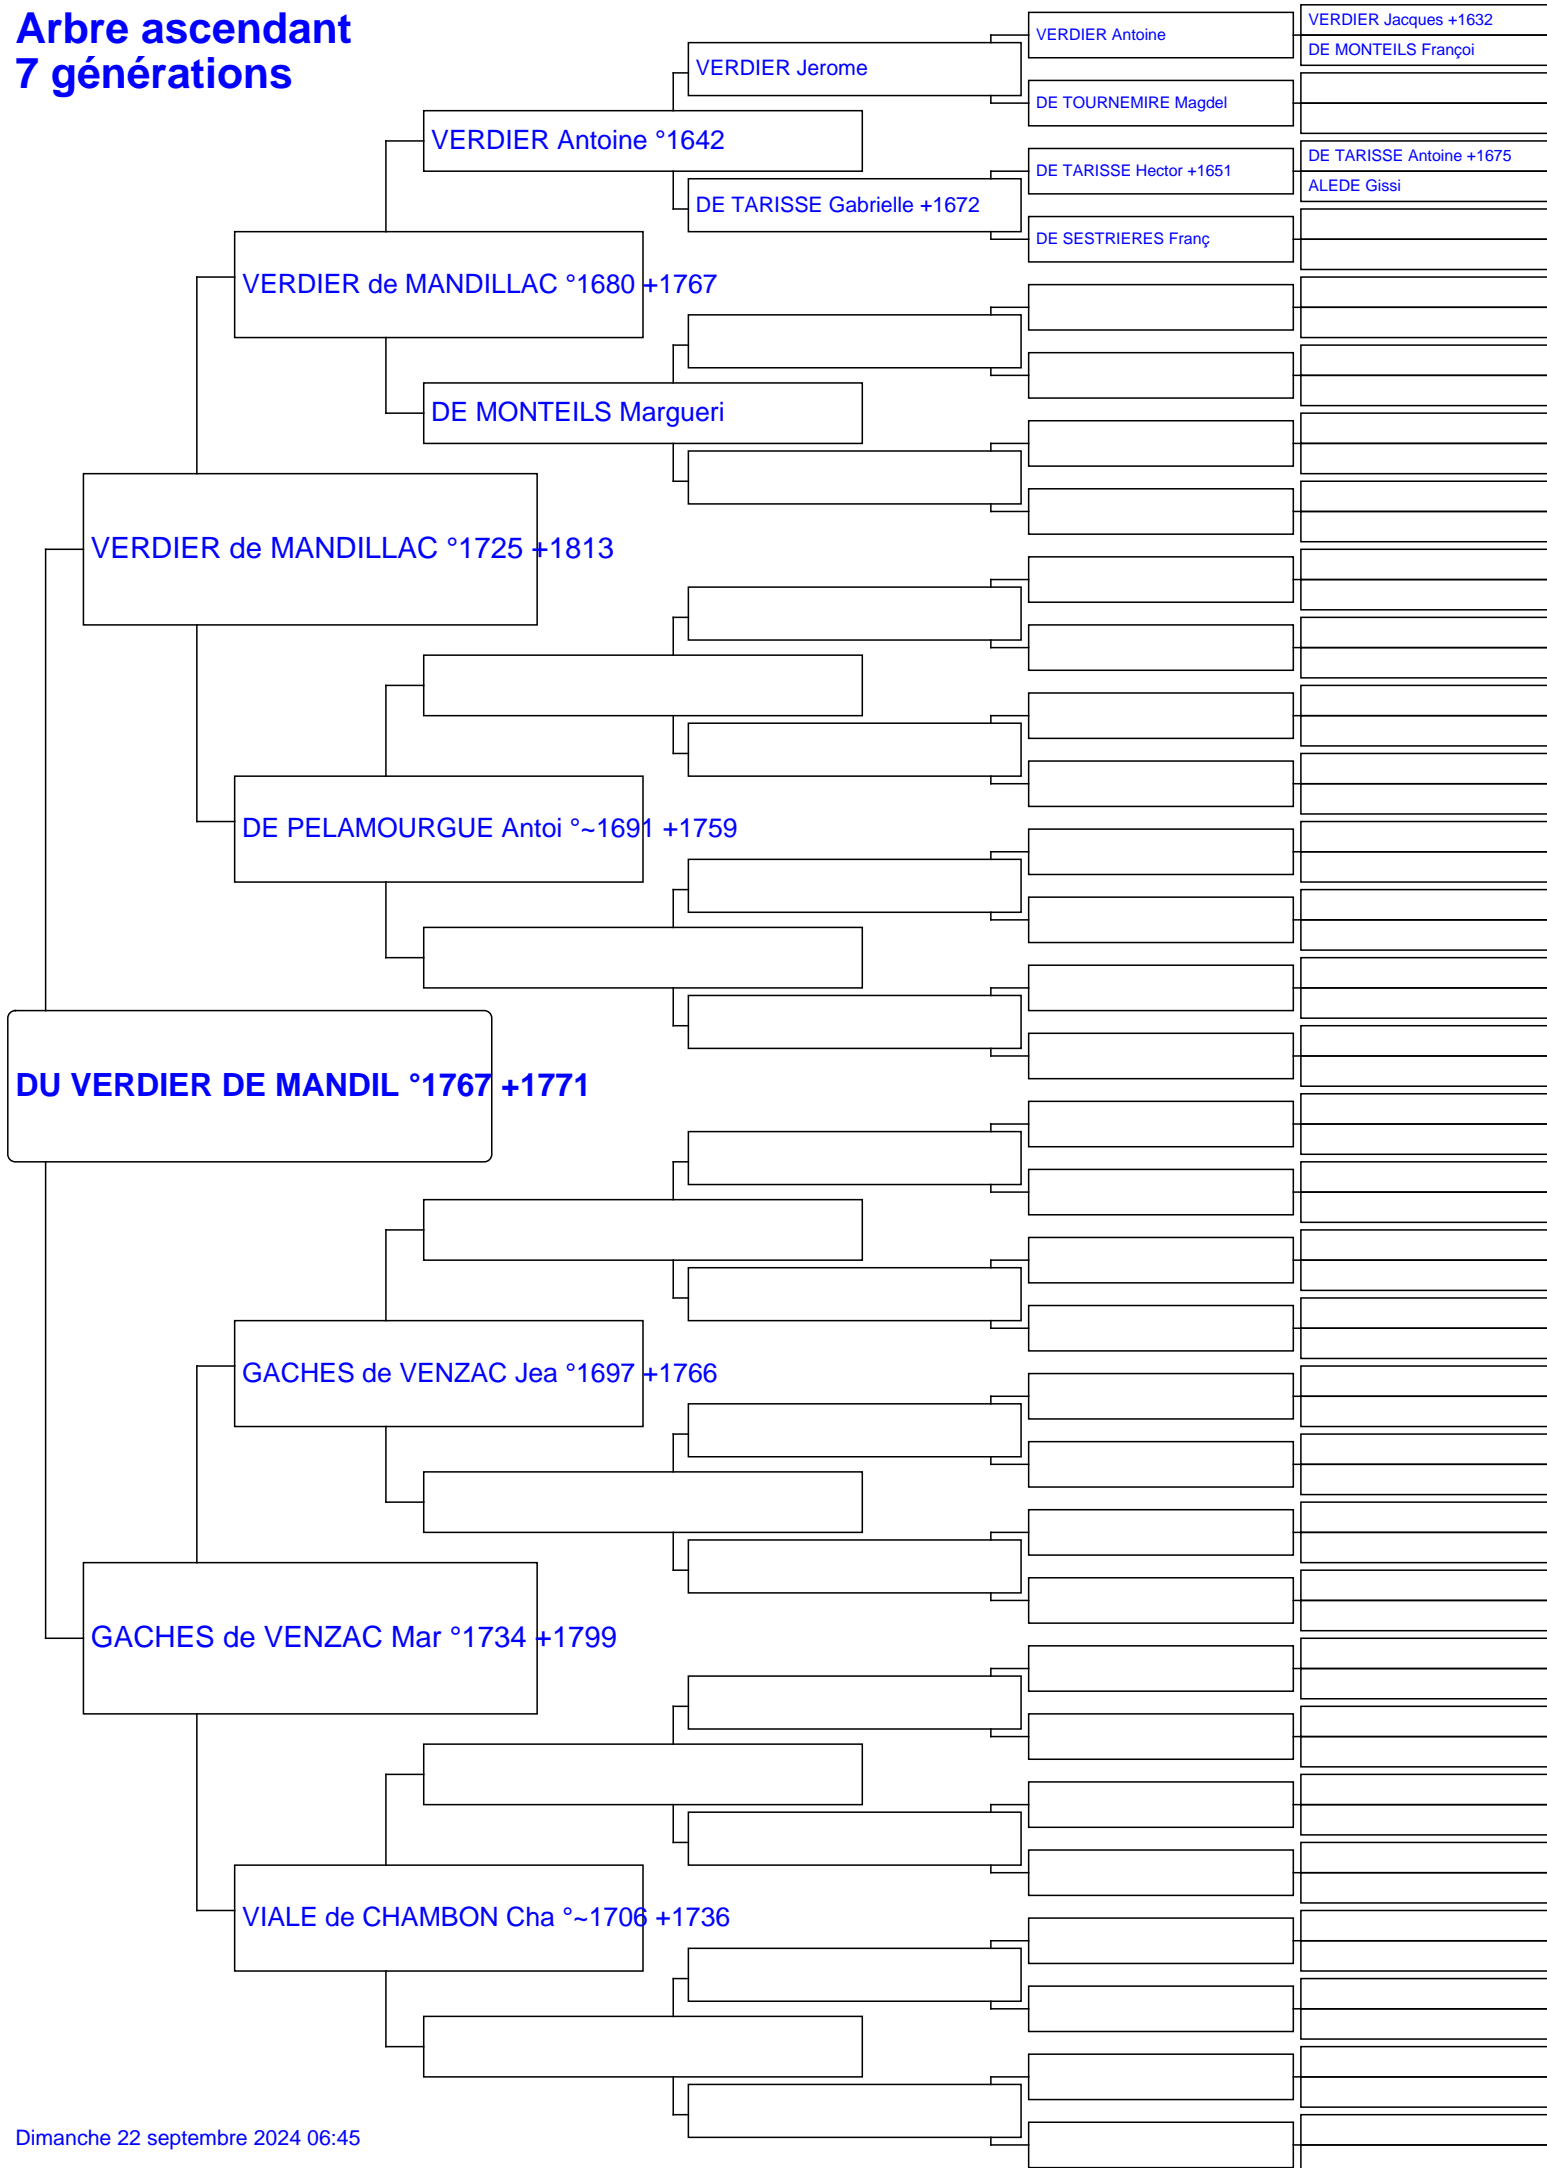 Arbre ascendant
7 générations
VERDIER Jacques +1632
VERDIER Antoine
DE MONTEILS Françoi
VERDIER Jerome
DE TOURNEMIRE Magdel
VERDIER Antoine °1642
DE TARISSE Antoine +1675
DE TARISSE Hector +1651
ALEDE Gissi
DE TARISSE Gabrielle +1672
DE SESTRIERES Franç
VERDIER de MANDILLAC °1680 +1767
DE MONTEILS Margueri
VERDIER de MANDILLAC °1725 +1813
DE PELAMOURGUE Antoi °~1691 +1759
DU VERDIER DE MANDIL °1767 +1771
GACHES de VENZAC Jea °1697 +1766
GACHES de VENZAC Mar °1734 +1799
VIALE de CHAMBON Cha °~1706 +1736
Dimanche 22 septembre 2024 06:45